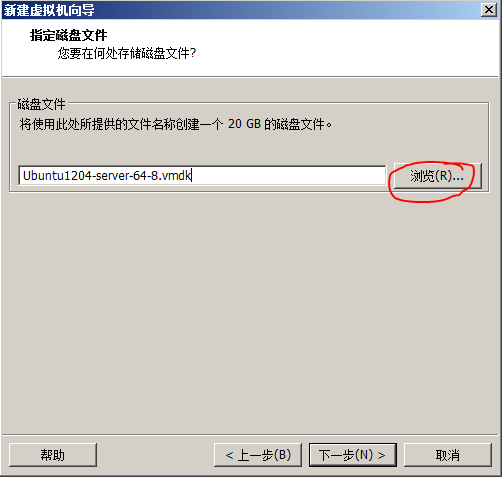 新建虚拟机向导
指定磁盘文件
您要在何处存储磁盘文件?
磁盘文件
将使用此处所提供的文件名称创建一个 20 GB 的磁盘文件。
Ubuntu1204-server-64-8.vmdk
浏览(R)...
帮助
< 上一步(B)
下一步(N) >
取消